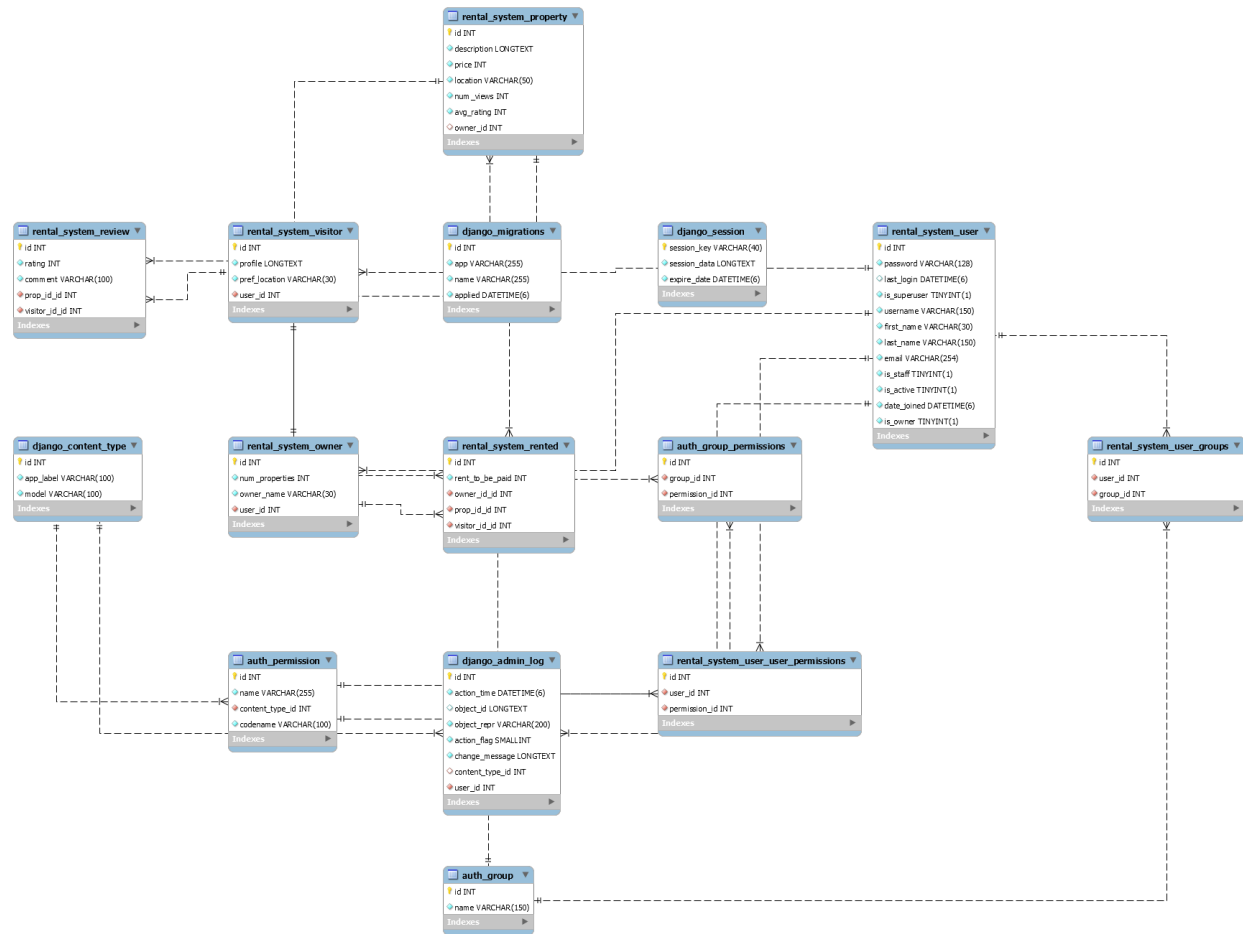 rental_system_property
id INT
description LONGTEXT
price INT
location VARCHAR(50)
num_views INT
avg_rating INT
owner_id INT
Indexes
rental_system_review
id INT
rating INT
comment VARCHAR(100)
prop_id_id INT
visitor_id_id INT
Indexes
rental_system_visitor
id INT
profile LONGTEXT
pref_location VARCHAR(30)
user_id INT
Indexes
django_migrations
id INT
app VARCHAR(255)
name VARCHAR(255)
applied DATETIME(6)
Indexes
django_session
session_key VARCHAR(40)
session_data LONGTEXT
expire_date DATETIME(6)
Indexes
rental_system_user
id INT
password VARCHAR(128)
last_login DATETIME(6)
is_superuser TINYINT(1)
username VARCHAR(150)
first_name VARCHAR(30)
last_name VARCHAR(150)
email VARCHAR(254)
is_staff TINYINT(1)
is_active TINYINT(1)
date_joined DATETIME(6)
is_owner TINYINT(1)
Indexes
django_content_type
id INT
app_label VARCHAR(100)
model VARCHAR(100)
Indexes
rental_system_owner
id INT
num_properties INT
owner_name VARCHAR(30)
user_id INT
Indexes
rental_system_rented
id INT
rent_to_be_paid INT
owner_id_id INT
prop_id_id INT
visitor_id_id INT
Indexes
auth_group_permissions
id INT
group_id INT
permission_id INT
Indexes
rental_system_user_groups
id INT
user_id INT
group_id INT
Indexes
auth_permission
id INT
name VARCHAR(255)
content_type_id INT
codename VARCHAR(100)
Indexes
django_admin_log
id INT
action_time DATETIME(6)
object_id LONGTEXT
object_repr VARCHAR(200)
action_flag SMALLINT
change_message LONGTEXT
content_type_id INT
user_id INT
Indexes
rental_system_user_user_permissions
id INT
user_id INT
permission_id INT
Indexes
auth_group
id INT
name VARCHAR(150)
Indexes